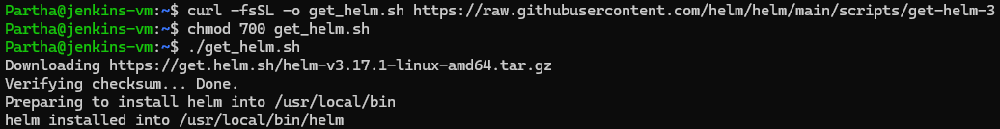 Partha@jenkins-vm:~$ curl -fsSL -o get_helm.sh https://raw.githubusercontent.com/helm/helm/main/scripts/get-helm-3
Partha@jenkins-vm:~$ chmod 700 get_helm.sh
Partha@jenkins-vm:~$ ./get_helm.sh
Downloading https://get.helm.sh/helm-v3.17.1-linux-amd64.tar.gz
Verifying checksum... Done.
Preparing to install helm into /usr/local/bin
helm installed into /usr/local/bin/helm